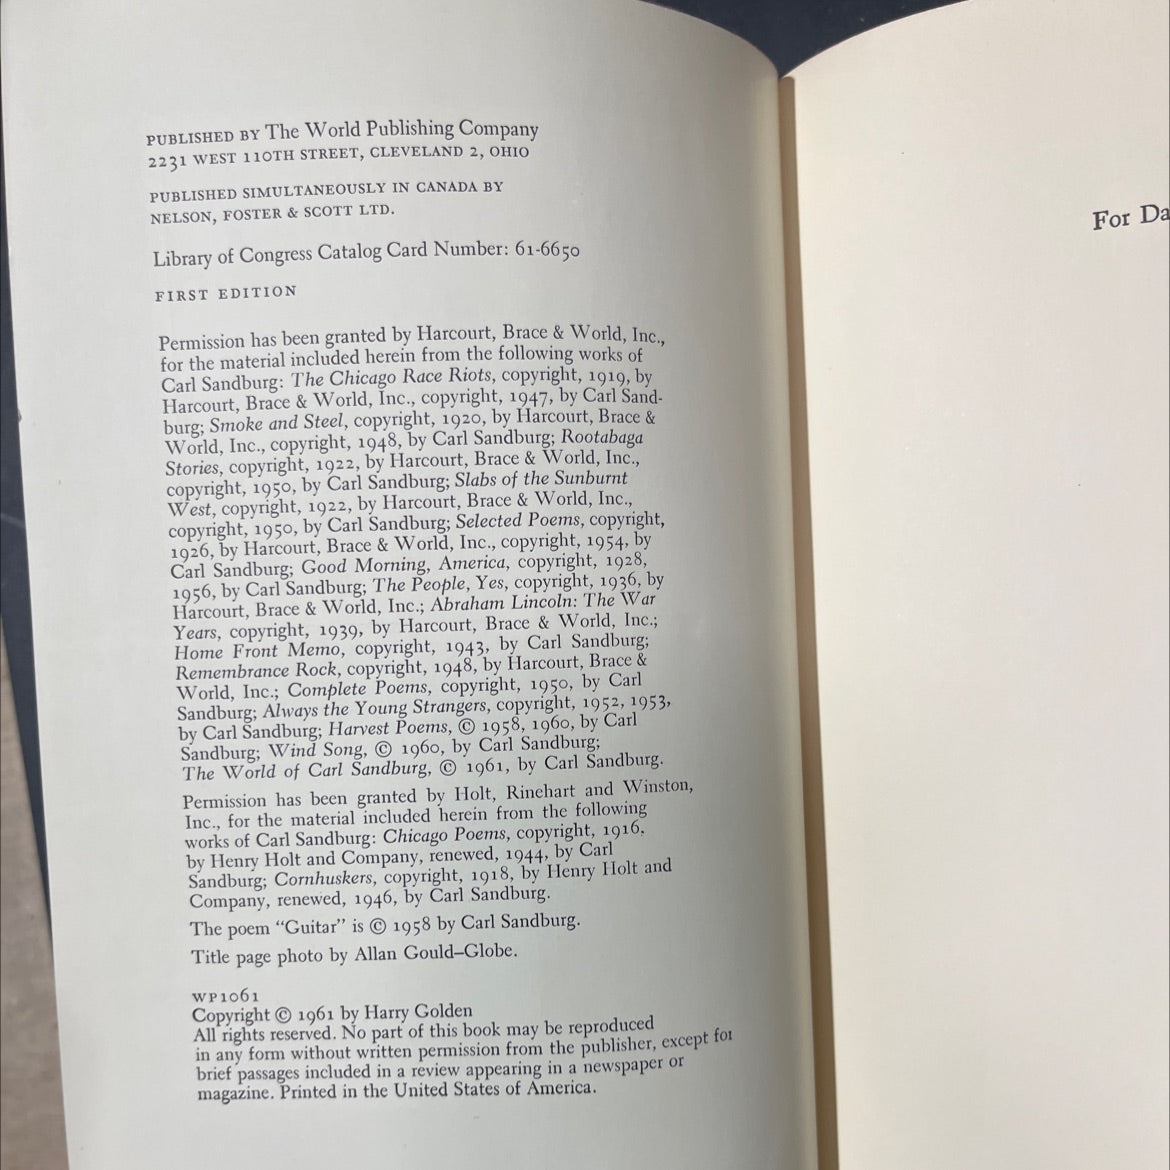 PUBLISHED BY The World Publishing Company
2231 WEST 110TH STREET, CLEVELAND 2, OHIO
PUBLISHED SIMULTANEOUSLY IN CANADA BY
NELSON, FOSTER & SCOTT LTD.
Library of Congress Catalog Card Number: 61-6650
FIRST EDITION
Permission has been granted by Harcourt, Brace & World, Inc.,
for the material included herein from the following works of
Carl Sandburg: The Chicago Race Riots, copyright, 1919, by
Harcourt, Brace & World, Inc., copyright, 1947, by Carl Sand-
burg; Smoke and Steel, copyright, 1920, by Harcourt, Brace &
World, Inc., copyright, 1948, by Carl Sandburg; Rootabaga
Stories, copyright, 1922, by Harcourt, Brace & World, Inc.,
copyright, 1950, by Carl Sandburg; Slabs of the Sunburnt
West, copyright, 1922, by Harcourt, Brace & World, Inc.,
copyright, 1950, by Carl Sandburg; Selected Poems, copyright,
1926, by Harcourt, Brace & World, Inc., copyright, 1954, by
Carl Sandburg; Good Morning, America, copyright, 1928,
1956, by Carl Sandburg; The People, Yes, copyright, 1936, by
Harcourt, Brace & World, Inc.; Abraham Lincoln: The War
Years, copyright, 1939, by Harcourt, Brace & World, Inc.;
Home Front Memo, copyright, 1943, by Carl Sandburg;
Remembrance Rock, copyright, 1948, by Harcourt, Brace &
World, Inc.; Complete Poems, copyright, 1950, by Carl
Sandburg; Always the Young Strangers, copyright, 1952, 1953,
by Carl Sandburg; Harvest Poems, © 1958, 1960, by Carl
Sandburg; Wind Song, © 1960, by Carl Sandburg;
The World of Carl Sandburg, © 1961, by Carl Sandburg.
Permission has been granted by Holt, Rinehart and Winston,
Inc., for the material included herein from the following
works of Carl Sandburg: Chicago Poems, copyright, 1916,
by Henry Holt and Company, renewed, 1944, by Carl
Sandburg; Cornhuskers, copyright, 1918, by Henry Holt and
Company, renewed, 1946, by Carl Sandburg.
The poem "Guitar" is © 1958 by Carl Sandburg.
Title page photo by Allan Gould–Globe.
WP1061
Copyright © 1961 by Harry Golden
All rights reserved. No part of this book may be reproduced
in any form without written permission from the publisher, except for
brief passages included in a review appearing in a newspaper or
magazine. Printed in the United States of America.
For Da